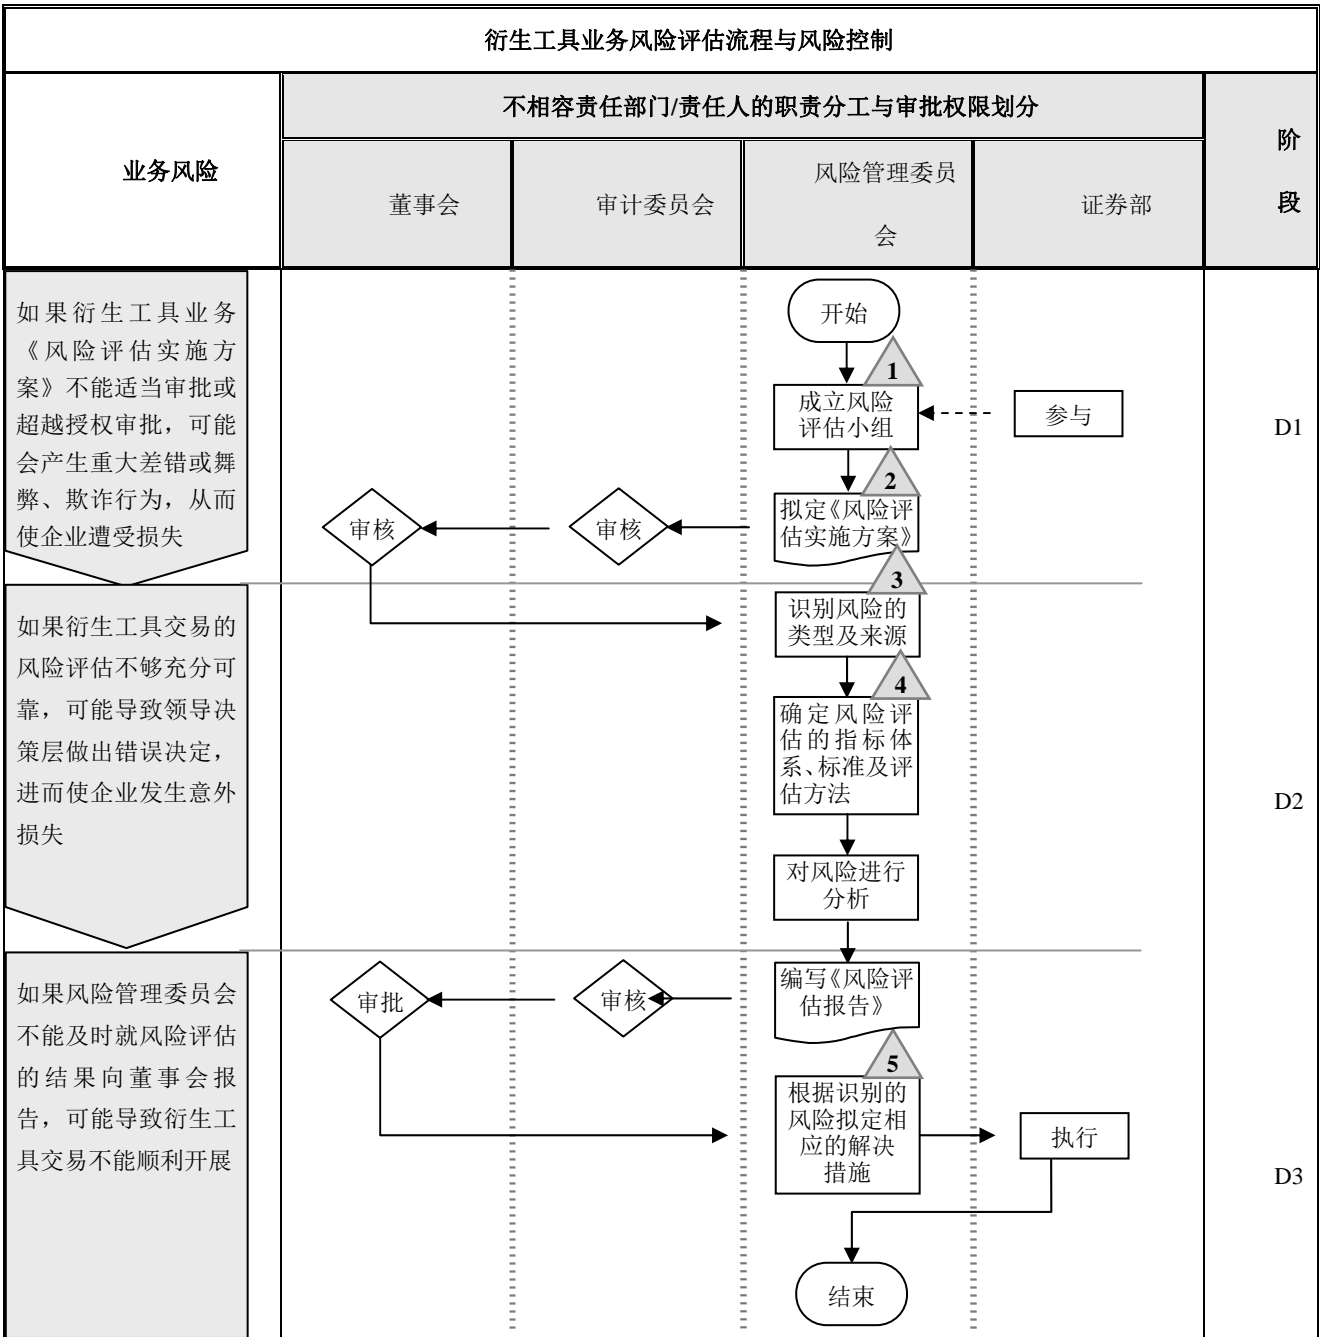 衍生工具业务风险评估流程与风险控制
业务风险
不相容责任部门/责任人的职责分工与审批权限划分
阶
段
董事会
审计委员会
风险管理委员
会
证券部
如果衍生工具业务
《风险评估实施方
案》不能适当审批或
超越授权审批，可能
会产生重大差错或舞
弊、欺诈行为，从而
使企业遭受损失
开始
1
成立风险
评估小组
参与
D1
2
拟定《风险评
估实施方案》
审核
审核
3
如果衍生工具交易的
风险评估不够充分可
靠，可能导致领导决
策层做出错误决定，
进而使企业发生意外
损失
识别风险的
类型及来源
4
确定风险评
估的指标体
系、标准及评
估方法
D2
对风险进行
分析
如果风险管理委员会
不能及时就风险评估
的结果向董事会报
告，可能导致衍生工
具交易不能顺利开展
编写《风险评
估报告》
审核
审批
5
根据识别的
风险拟定相
应的解决
措施
执行
D3
结束